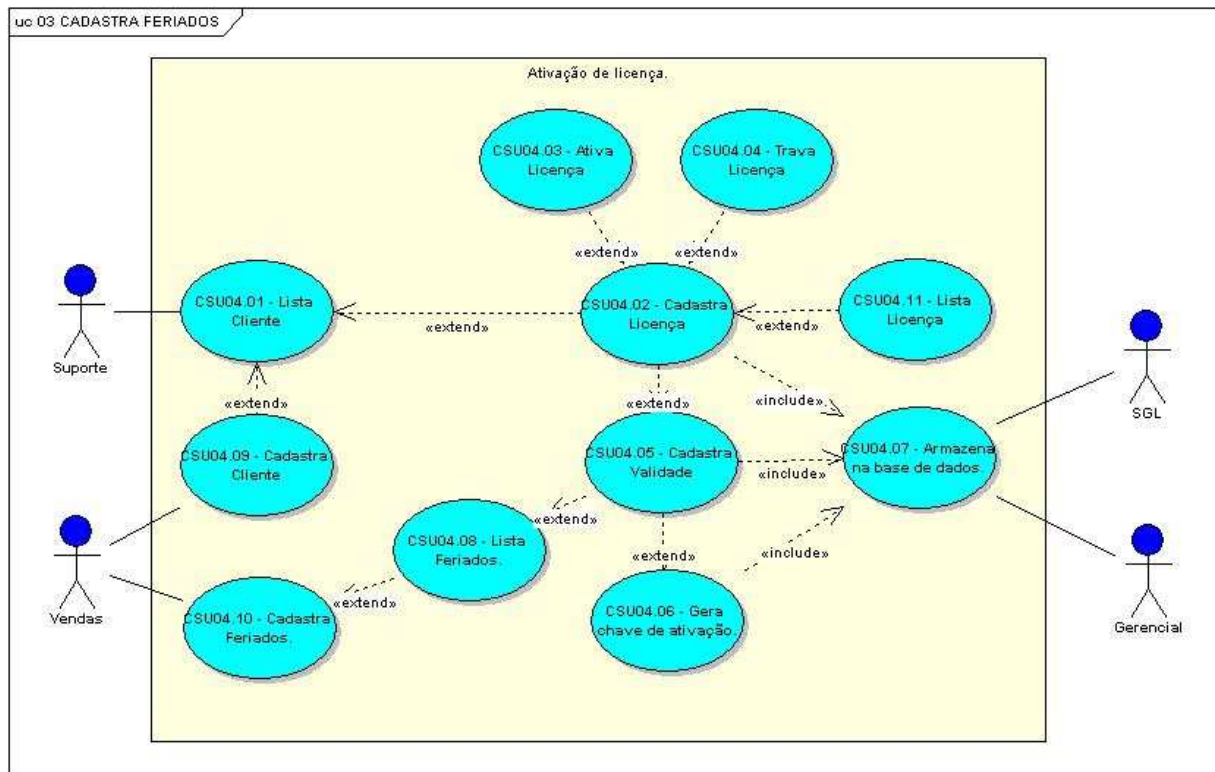 uc 03 CADASTRA FERIADOS
Ativação de licença.
CSU04.03 - Ativa
Licença
CSU04.04 - Trava
Licença
«extend»
«extend»
CSU04.01 - Lista
Cliente
CSU04.02 - Cadastra
Licença
CSU04.11 - Lista
Licença
«extend»
«extend»
Suporte
SGL
«extend»
«extend»
«include»
CSU04.09 - Cadastra
Cliente
CSU04.05 - Cadastra
Validade
CSU04.07 - Armazena
na base de dados.
«include»
«extend»
CSU04.08 - Lista
Feriados.
«extend»
«include»
Vendas
CSU04.10 - Cadastra
Feriados.
«extend»
CSU04.06 - Gera
chave de ativação.
Gerencial